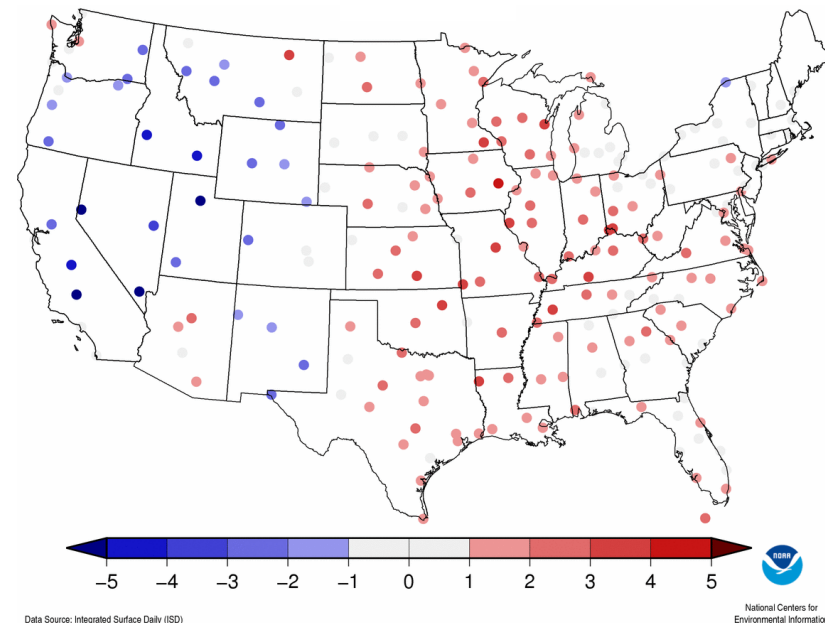 −5 −4 −3 −2 −1 0 1 2 3 4 5
NOAA
National Centers for
Data Source: Integrated Surface Daily (ISD)
Environmental Informatio